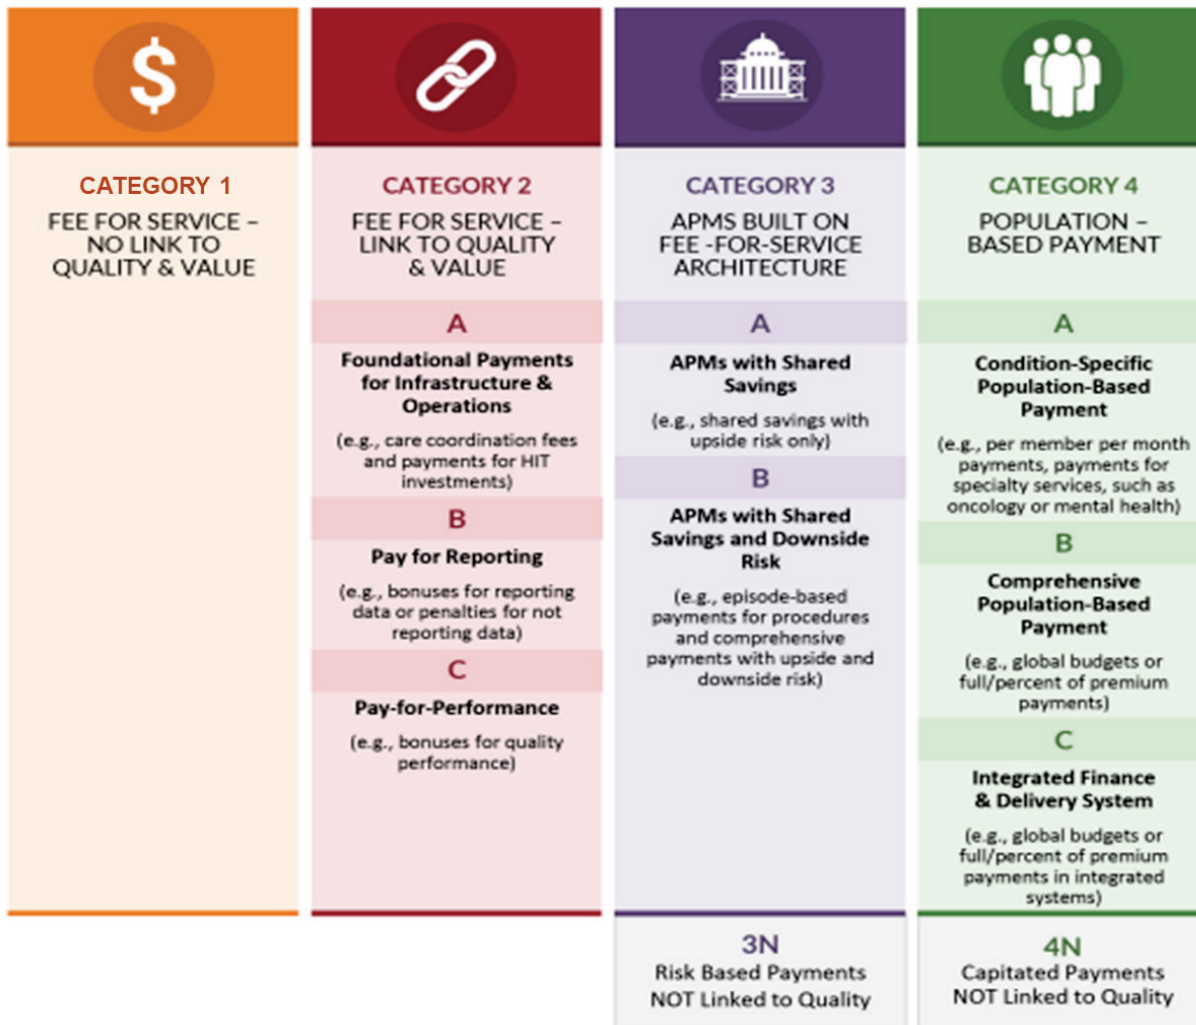 $
CATEGORY 1
FEE FOR SERVICE –
NO LINK TO
QUALITY & VALUE
CATEGORY 2
FEE FOR SERVICE –
LINK TO QUALITY
& VALUE
A
Foundational Payments
for Infrastructure &
Operations
(e.g., care coordination fees
and payments for HIT
investments)
B
Pay for Reporting
(e.g., bonuses for reporting
data or penalties for not
reporting data)
C
Pay-for-Performance
(e.g., bonuses for quality
performance)
CATEGORY 3
APMS BUILT ON
FEE -FOR-SERVICE
ARCHITECTURE
A
APMs with Shared
Savings
(e.g., shared savings with
upside risk only)
B
APMs with Shared
Savings and Downside
Risk
(e.g., episode-based
payments for procedures
and comprehensive
payments with upside and
downside risk)
3N
Risk Based Payments
NOT Linked to Quality
CATEGORY 4
POPULATION –
BASED PAYMENT
A
Condition-Specific
Population-Based
Payment
(e.g., per member per month
payments, payments for
specialty services, such as
oncology or mental health)
B
Comprehensive
Population-Based
Payment
(e.g., global budgets or
full/percent of premium
payments)
C
Integrated Finance
& Delivery System
(e.g., global budgets or
full/percent of premium
payments in integrated
systems)
4N
Capitated Payments
NOT Linked to Quality